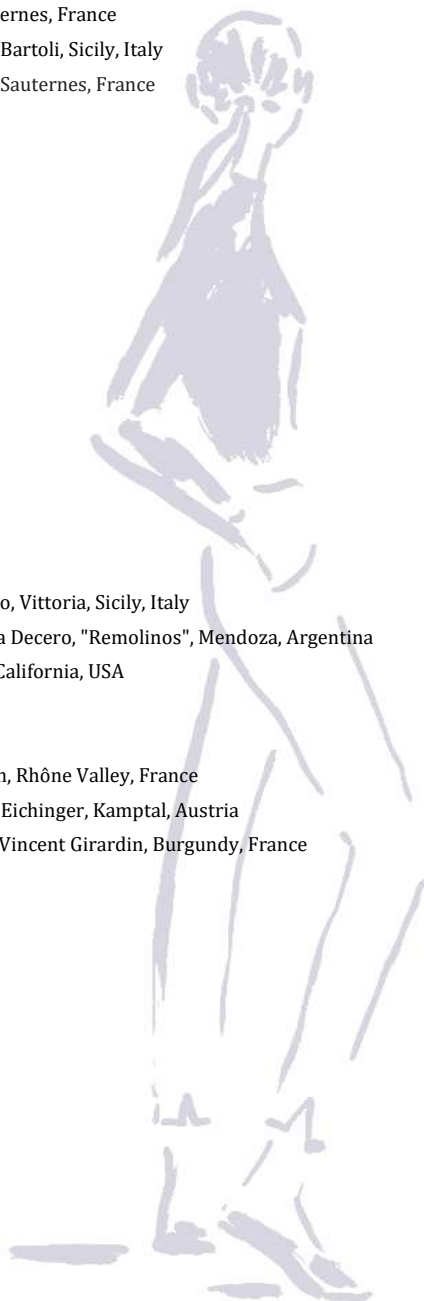 ernes, France
Bartoli, Sicily, Italy
Sauternes, France
o, Vittoria, Sicily, Italy
a Decero, "Remolinos", Mendoza, Argentina
California, USA
n, Rhône Valley, France
Eichinger, Kamptal, Austria
Vincent Girardin, Burgundy, France